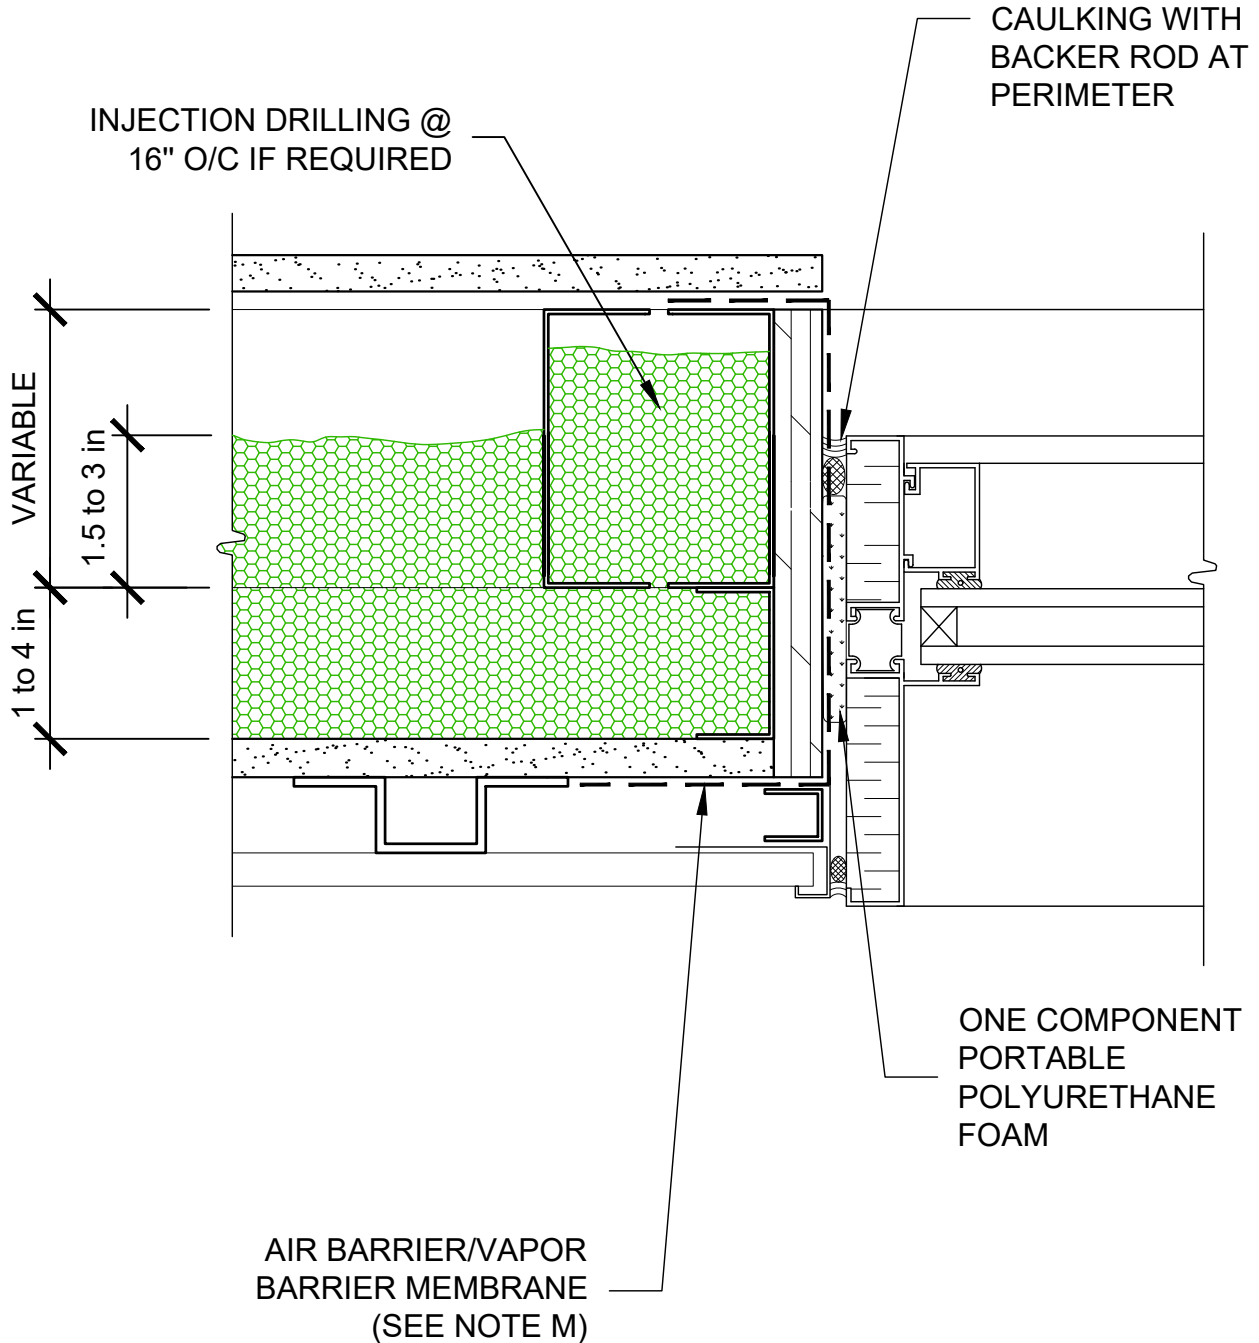 CAULKING WITH
BACKER ROD AT
PERIMETER
INJECTION DRILLING @
16" O/C IF REQUIRED
VARIABLE
1.5 to 3 in
1 to 4 in
ONE COMPONENT
PORTABLE
POLYURETHANE
FOAM
AIR BARRIER/VAPOR
BARRIER MEMBRANE
(SEE NOTE M)